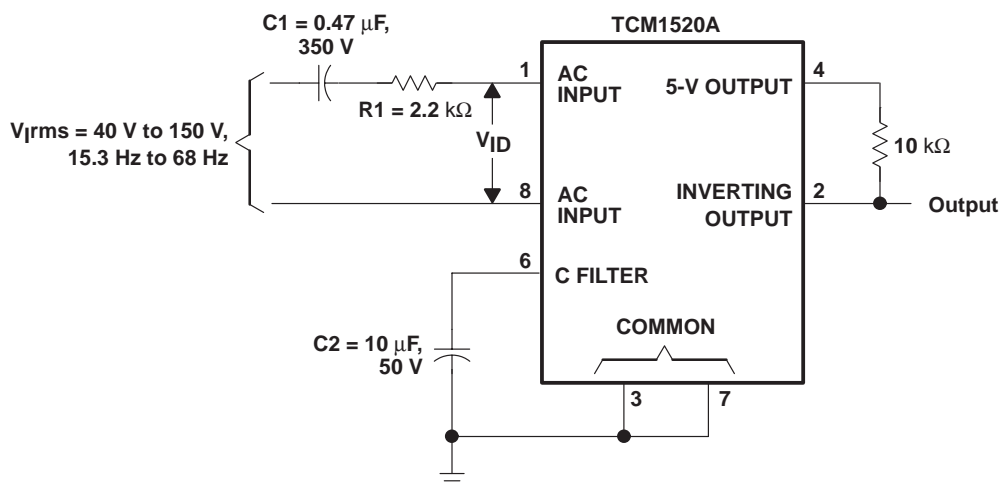 C1 = 0.47 μF,
350 V
TCM1520A
1
AC
INPUT
5-V OUTPUT
4
R1 = 2.2 kΩ
VIrms = 40 V to 150 V,
15.3 Hz to 68 Hz
VID
10 kΩ
8
AC
INPUT
INVERTING
OUTPUT
2
Output
6
C FILTER
C2 = 10 μF,
50 V
COMMON
3
7